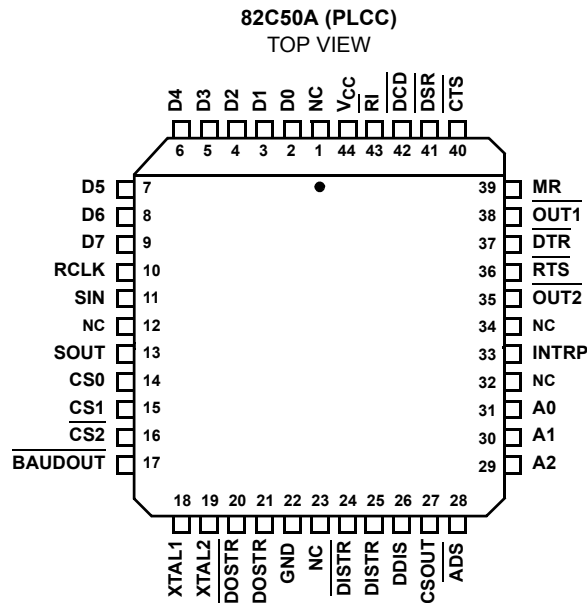 82C50A (PLCC)
TOP VIEW
D4 D3 D2 D1 D0 NC VCC RI DCD DSR CTS
6 5 4 3 2 1 44 43 42 41 40
D5 7 39 MR
D6 8 38 OUT1
D7 9 37 DTR
RCLK 10 36 RTS
SIN 11 35 OUT2
NC 12 34 NC
SOUT 13 33 INTRP
CS0 14 32 NC
CS1 15 31 A0
CS2 16 30 A1
BAUDOUT 17 29 A2
18 19 20 21 22 23 24 25 26 27 28
XTAL1 XTAL2 DOSTR DOSTR GND NC DISTR DISTR DDIS CSOUT ADS